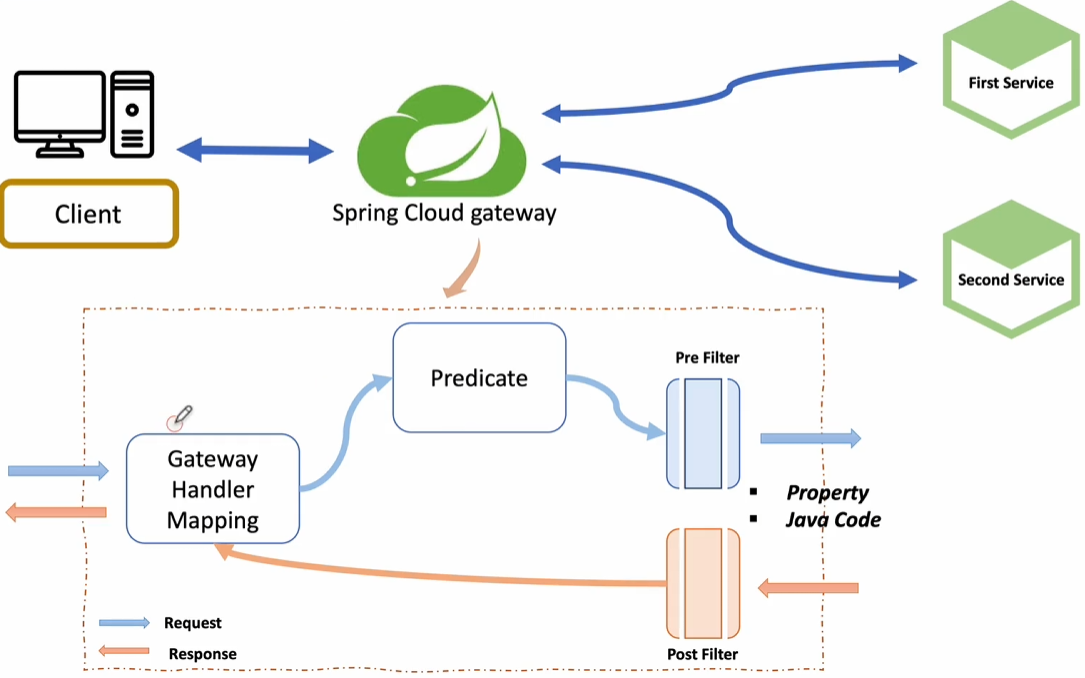 First Service
Client
Spring Cloud gateway
Second Service
Predicate
Pre Filter
Gateway
Handler
Mapping
▪ Property
▪ Java Code
Request
Response
Post Filter